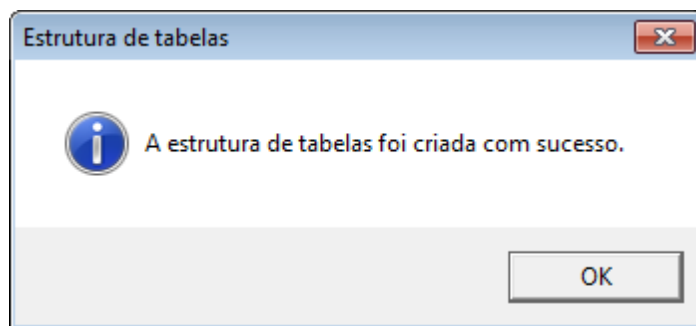 Estrutura de tabelas
A estrutura de tabelas foi criada com sucesso.
OK